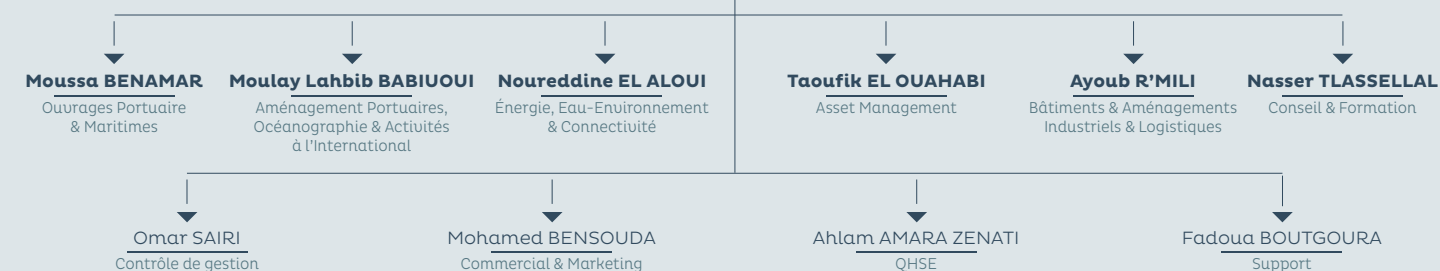 Moussa BENAMAR
Ouvrages Portuaire
& Maritimes
Moulay Lahbib BABIUOUI
Aménagement Portuaires,
Océanographie & Activités
à l'International
Noureddine EL ALOUI
Énergie, Eau-Environnement
& Connectivité
Taoufik EL OUAHABI
Asset Management
Ayoub R’MILI
Bâtiments & Aménagements
Industriels & Logistiques
Nasser TLASSELLAL
Conseil & Formation
Omar SAIRI
Contrôle de gestion
Mohamed BENSOUDA
Commercial & Marketing
Ahlam AMARA ZENATI
QHSE
Fadoua BOUTGOURA
Support